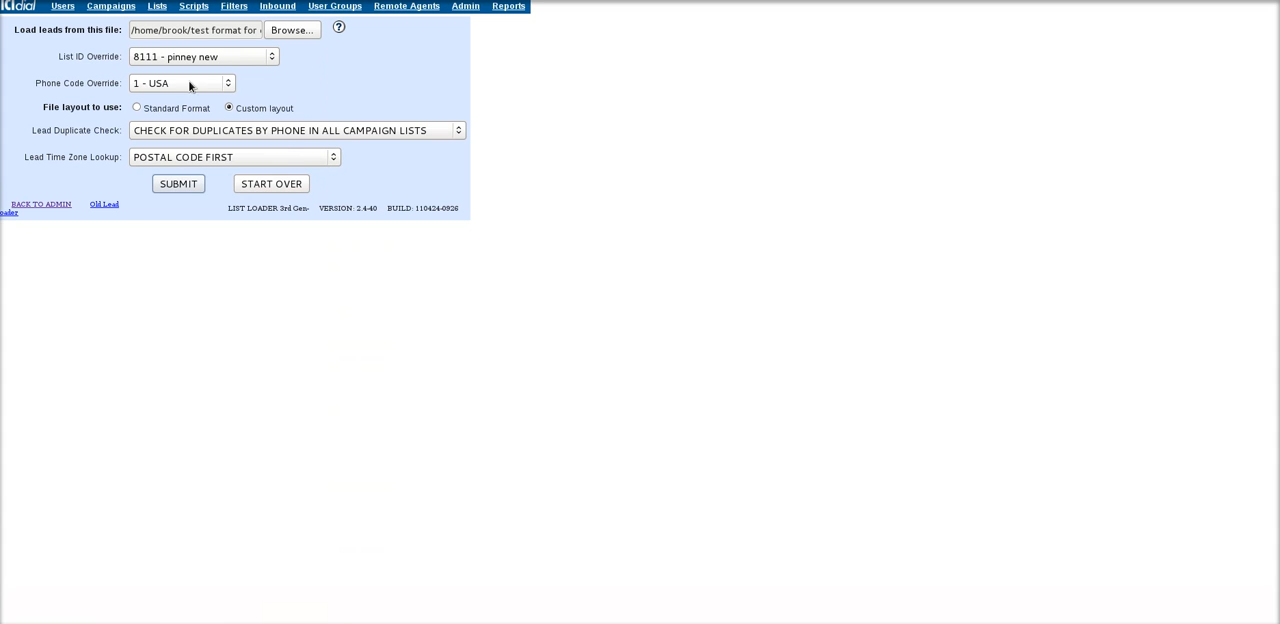 Users Campaigns Lists Scripts Filters Inbound User Groups Remote Agents Admin Reports
Load leads from this file: /home/brook/test format for Browse... ?
List ID Override: 8111 - pinney new
Phone Code Override: 1 - USA
File layout to use: Standard Format Custom layout
Lead Duplicate Check: CHECK FOR DUPLICATES BY PHONE IN ALL CAMPAIGN LISTS
Lead Time Zone Lookup: POSTAL CODE FIRST
SUBMIT START OVER
BACK TO ADMIN Old Lead
oader
LIST LOADER 3rd Gen- VERSION: 2.4-40 BUILD: 110424-0926